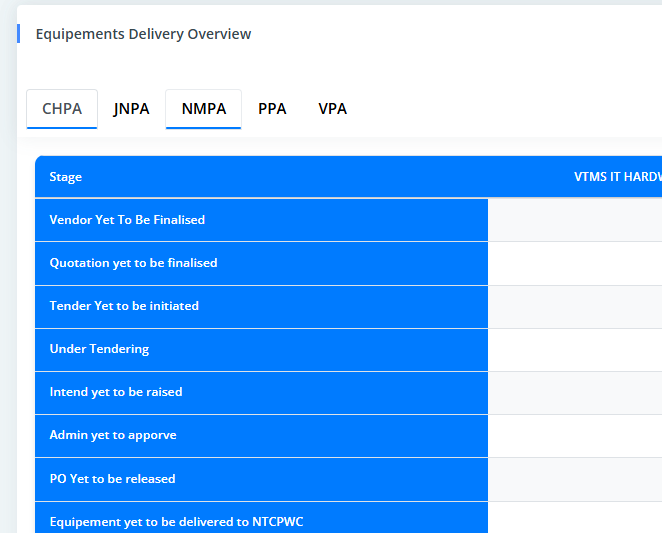 Equipements Delivery Overview
CHPA JNPA NMPA PPA VPA
Stage VTMS IT
Vendor Yet To Be Finalised
Quotation yet to be finalised
Tender Yet to be initiated
Under Tendering
Intend yet to be raised
Admin yet to apporve
PO Yet to be released
Equipement yet to be delivered to NTCPWC